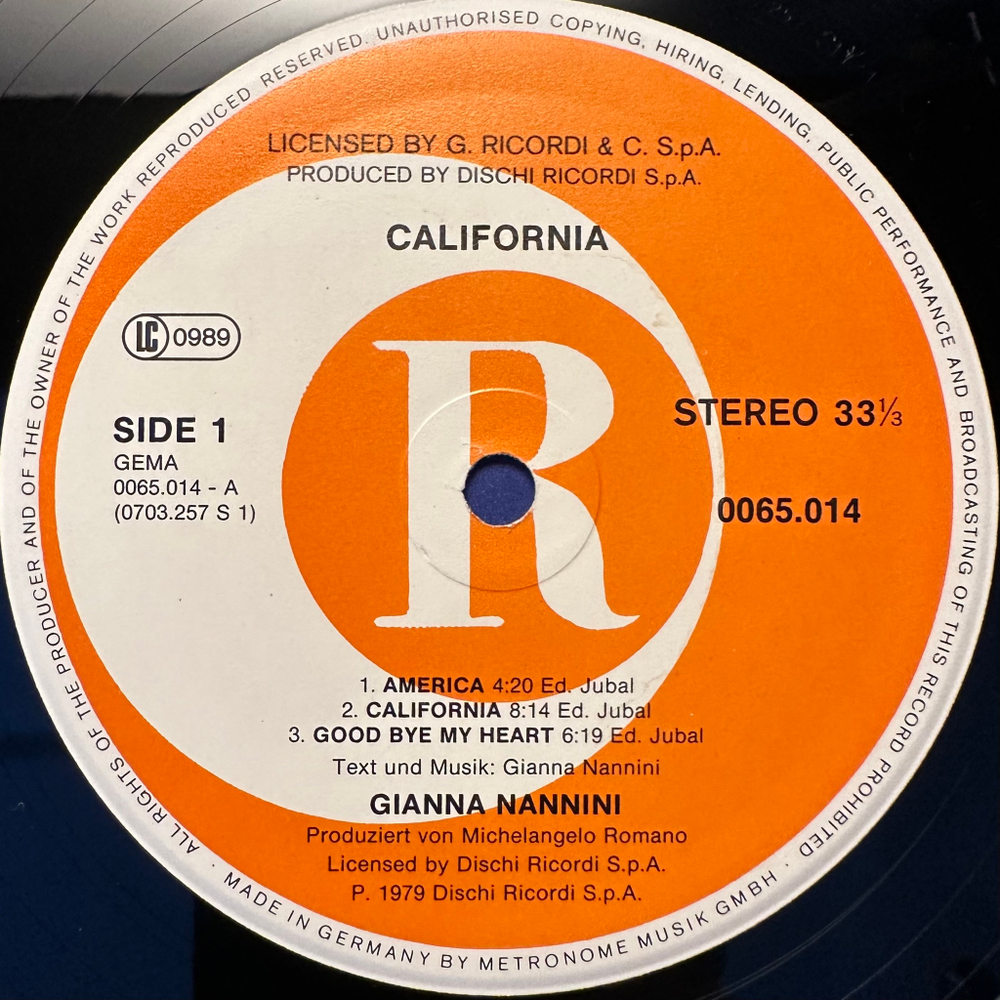 ALL RIGHTS OF THE PRODUCER AND OF THE OWNER OF THE WORK REPRODUCED RESERVED. UNAUTHORISED COPYING, HIRING, LENDING, PUBLIC PERFORMANCE AND BROADCASTING OF THIS RECORD PROHIBITED
LICENSED BY G. RICORDI & C. S.p.A.
PRODUCED BY DISCHI RICORDI S.p.A.
CALIFORNIA
LC 0989
R
STEREO 33⅓
SIDE 1
GEMA
0065.014 - A
(0703.257 S 1)
0065.014
1. AMERICA 4:20 Ed. Jubal
2. CALIFORNIA 8:14 Ed. Jubal
3. GOOD BYE MY HEART 6:19 Ed. Jubal
Text und Musik: Gianna Nannini
GIANNA NANNINI
Produziert von Michelangelo Romano
Licensed by Dischi Ricordi S.p.A.
P. 1979 Dischi Ricordi S.p.A.
· MADE IN GERMANY BY METRONOME MUSIK GMBH ·